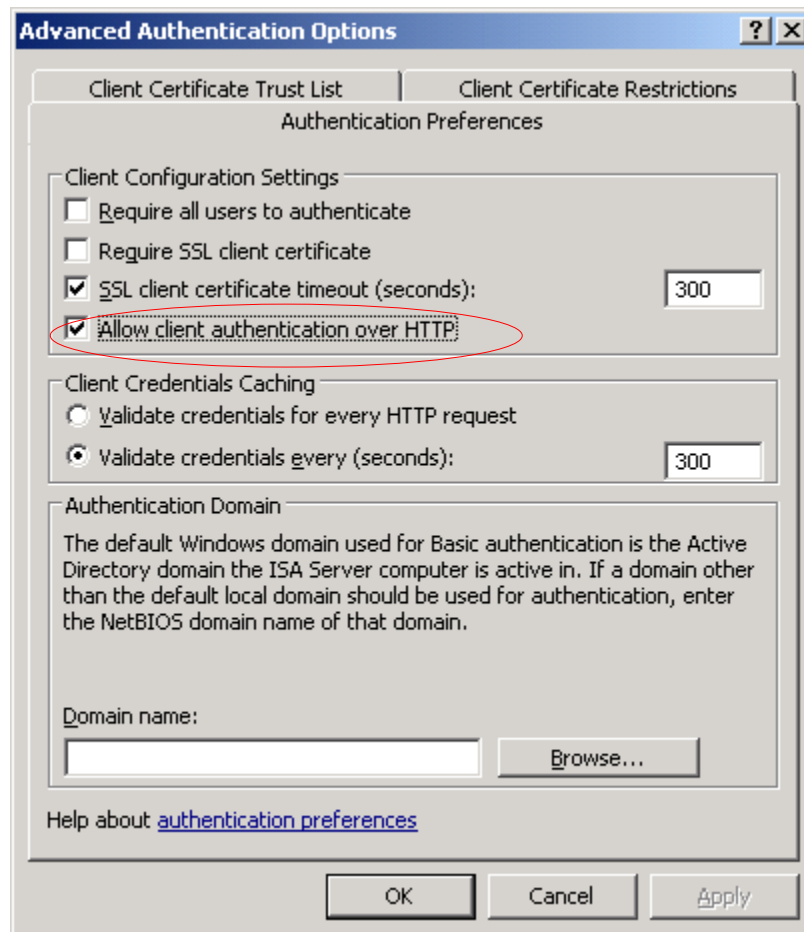 Advanced Authentication Options
Client Certificate Trust List
Client Certificate Restrictions
Authentication Preferences
Client Configuration Settings
Require all users to authenticate
Require SSL client certificate
SSL client certificate timeout (seconds): 300
Allow client authentication over HTTP
Client Credentials Caching
Validate credentials for every HTTP request
Validate credentials every (seconds): 300
Authentication Domain
The default Windows domain used for Basic authentication is the Active
Directory domain the ISA Server computer is active in. If a domain other
than the default local domain should be used for authentication, enter
the NetBIOS domain name of that domain.
Domain name:
Browse...
Help about authentication preferences
OK Cancel Apply